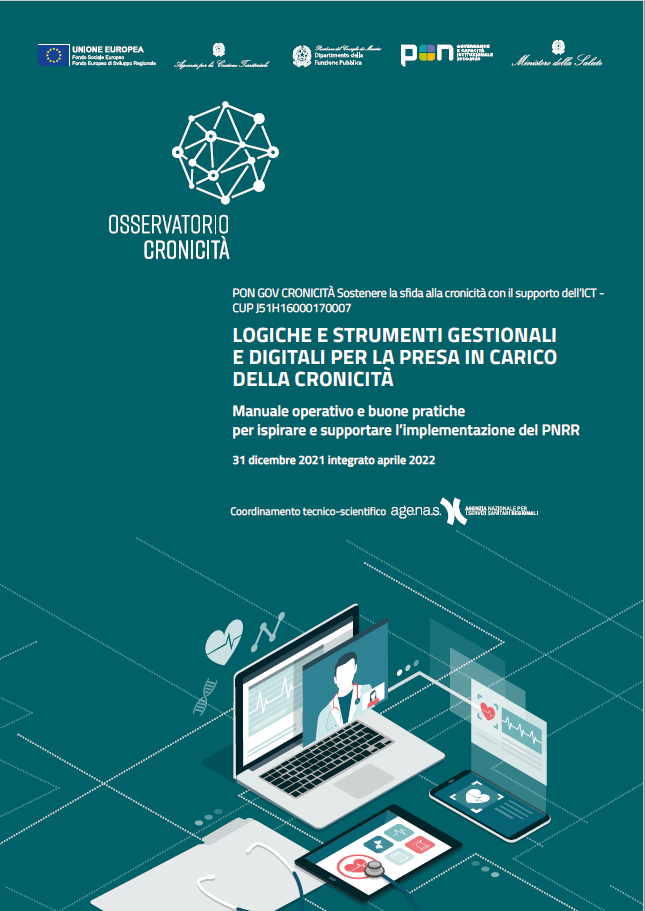 UNIONE EUROPEA
Fondo Sociale Europeo
Fondo Europeo di Sviluppo Regionale
Agenzia per la Coesione Territoriale
Presidenza del Consiglio dei Ministri
Dipartimento della
Funzione Pubblica
pon
GOVERNANCE
E CAPACITÀ
ISTITUZIONALE
2014-2020
Ministero della Salute
OSSERVATORIO
CRONICITÀ
PON GOV CRONICITÀ Sostenere la sfida alla cronicità con il supporto dell’ICT -
CUP J51H16000170007
LOGICHE E STRUMENTI GESTIONALI
E DIGITALI PER LA PRESA IN CARICO
DELLA CRONICITÀ
Manuale operativo e buone pratiche
per ispirare e supportare l’implementazione del PNRR
31 dicembre 2021 integrato aprile 2022
Coordinamento tecnico-scientifico age.na.s. AGENZIA NAZIONALE PER
I SERVIZI SANITARI REGIONALI